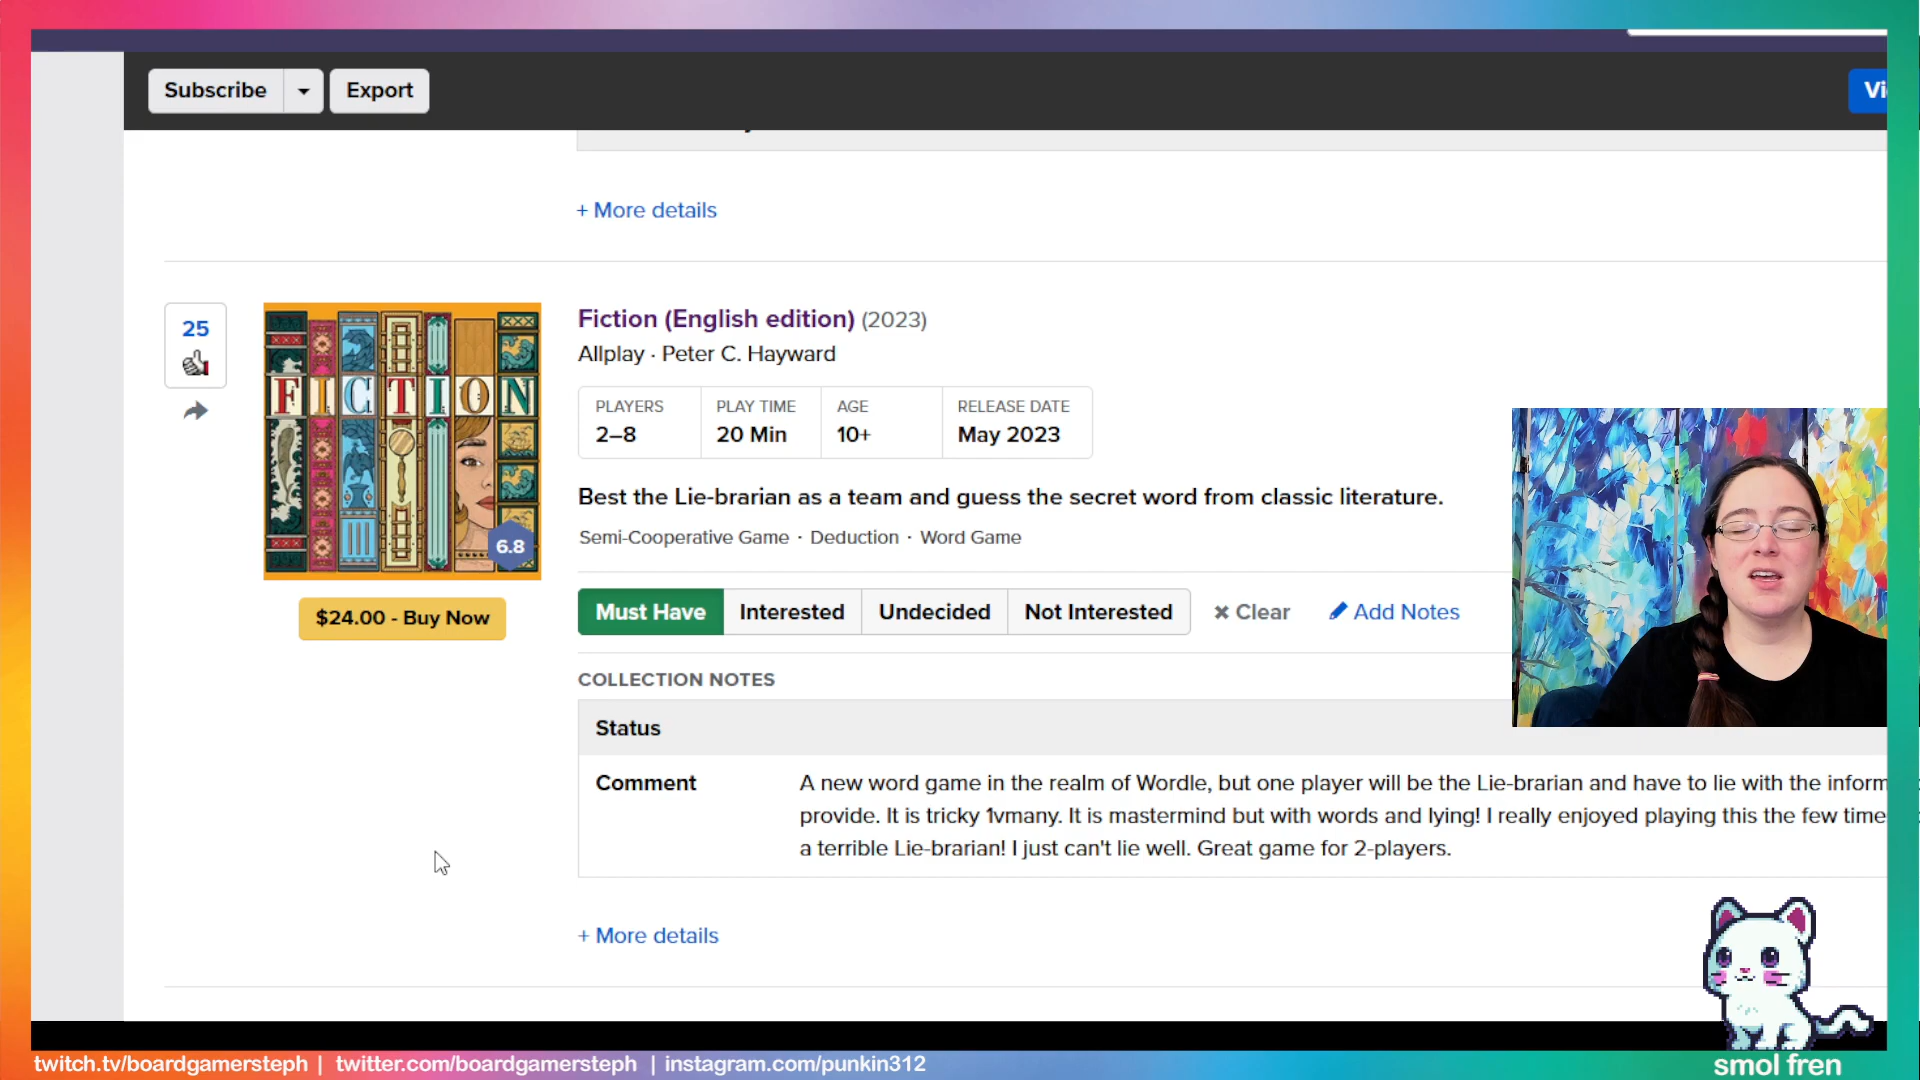 Subscribe
Export
+ More details
25
FICTION
6.8
$24.00 - Buy Now
Fiction (English edition) (2023)
Allplay · Peter C. Hayward
PLAYERS
2–8
PLAY TIME
20 Min
AGE
10+
RELEASE DATE
May 2023
Best the Lie-brarian as a team and guess the secret word from classic literature.
Semi-Cooperative Game · Deduction · Word Game
Must Have
Interested
Undecided
Not Interested
Clear
Add Notes
COLLECTION NOTES
Status
Comment
A new word game in the realm of Wordle, but one player will be the Lie-brarian and have to lie with the inform
provide. It is tricky 1vmany. It is mastermind but with words and lying! I really enjoyed playing this the few time
a terrible Lie-brarian! I just can't lie well. Great game for 2-players.
+ More details
twitch.tv/boardgamersteph | twitter.com/boardgamersteph | instagram.com/punkin312
smol fren